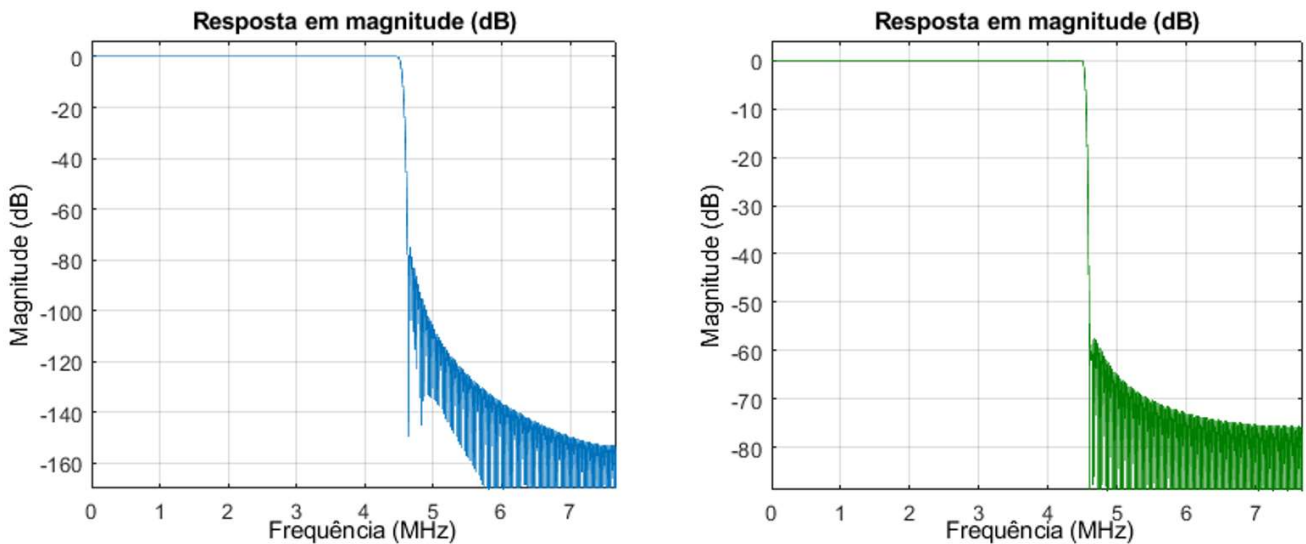 Resposta em magnitude (dB)
Magnitude (dB)
0
-20
-40
-60
-80
-100
-120
-140
-160
0 1 2 3 4 5 6 7
Frequência (MHz)
Resposta em magnitude (dB)
Magnitude (dB)
0
-10
-20
-30
-40
-50
-60
-70
-80
0 1 2 3 4 5 6 7
Frequência (MHz)